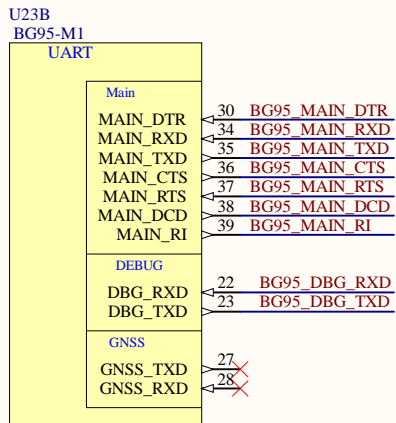 U23B
BG95-M1
UART
Main
MAIN_DTR 30 BG95_MAIN_DTR
MAIN_RXD 34 BG95_MAIN_RXD
MAIN_TXD 35 BG95_MAIN_TXD
MAIN_CTS 36 BG95_MAIN_CTS
MAIN_RTS 37 BG95_MAIN_RTS
MAIN_DCD 38 BG95_MAIN_DCD
MAIN_RI 39 BG95_MAIN_RI
DEBUG
DBG_RXD 22 BG95_DBG_RXD
DBG_TXD 23 BG95_DBG_TXD
GNSS
GNSS_TXD 27
GNSS_RXD 28